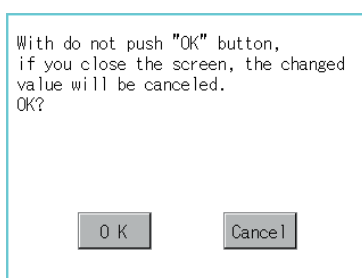 With do not push "OK" button,
if you close the screen, the changed
value will be canceled.
OK?
O K
Cancel